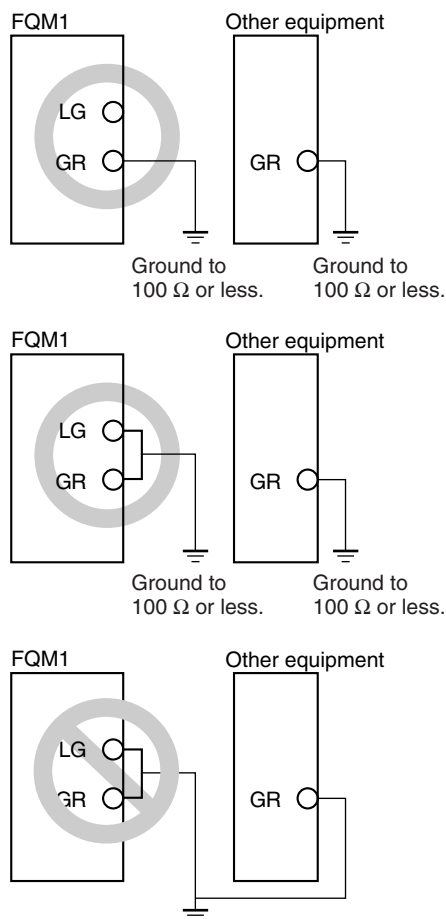 FQM1 Other equipment
LG
GR GR
Ground to Ground to
100 Ω or less. 100 Ω or less.
FQM1 Other equipment
LG
GR GR
Ground to Ground to
100 Ω or less. 100 Ω or less.
FQM1 Other equipment
LG
GR GR